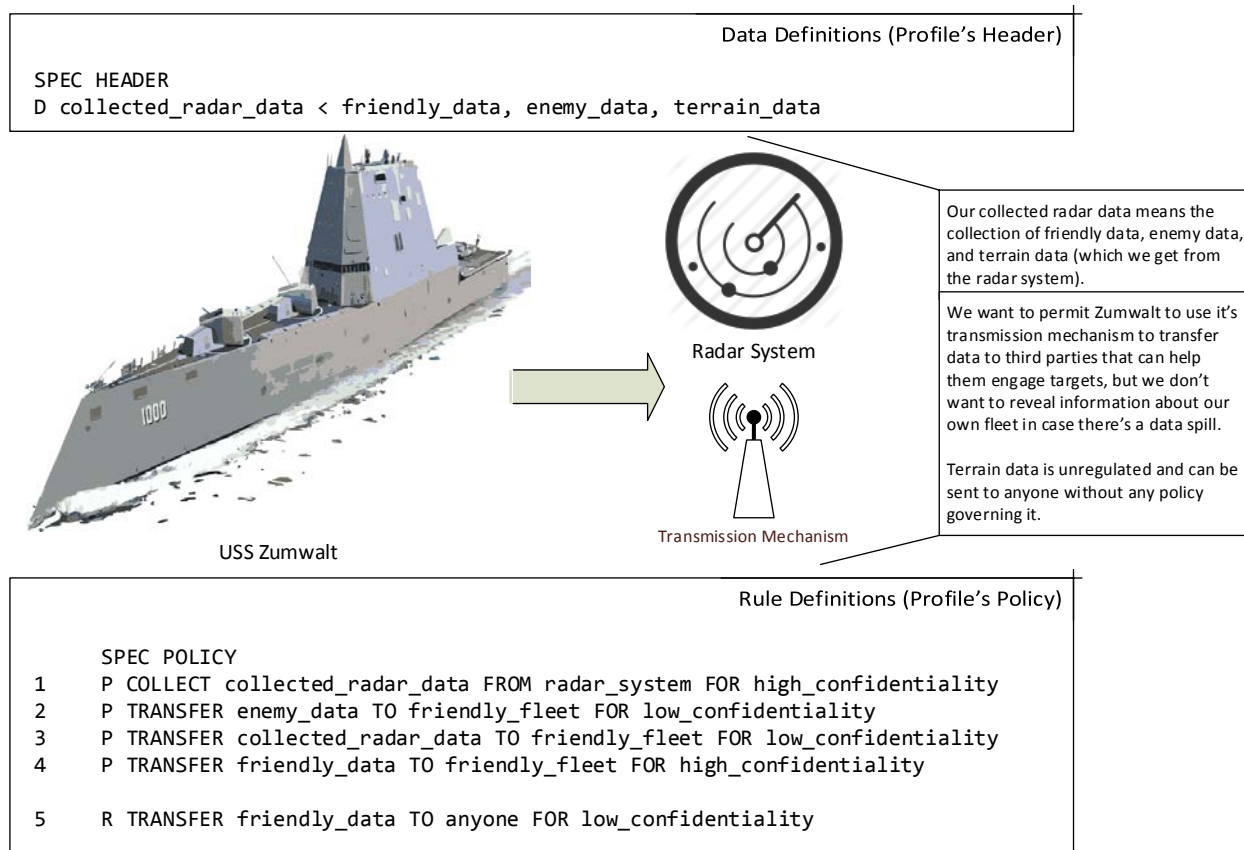 Data Definitions (Profile's Header)
SPEC HEADER
D collected_radar_data < friendly_data, enemy_data, terrain_data
1000
USS Zumwalt
Radar System
Transmission Mechanism
Our collected radar data means the
collection of friendly data, enemy data,
and terrain data (which we get from
the radar system).
We want to permit Zumwalt to use it's
transmission mechanism to transfer
data to third parties that can help
them engage targets, but we don't
want to reveal information about our
own fleet in case there's a data spill.
Terrain data is unregulated and can be
sent to anyone without any policy
governing it.
Rule Definitions (Profile's Policy)
SPEC POLICY
1 P COLLECT collected_radar_data FROM radar_system FOR high_confidentiality
2 P TRANSFER enemy_data TO friendly_fleet FOR low_confidentiality
3 P TRANSFER collected_radar_data TO friendly_fleet FOR low_confidentiality
4 P TRANSFER friendly_data TO friendly_fleet FOR high_confidentiality
5 R TRANSFER friendly_data TO anyone FOR low_confidentiality